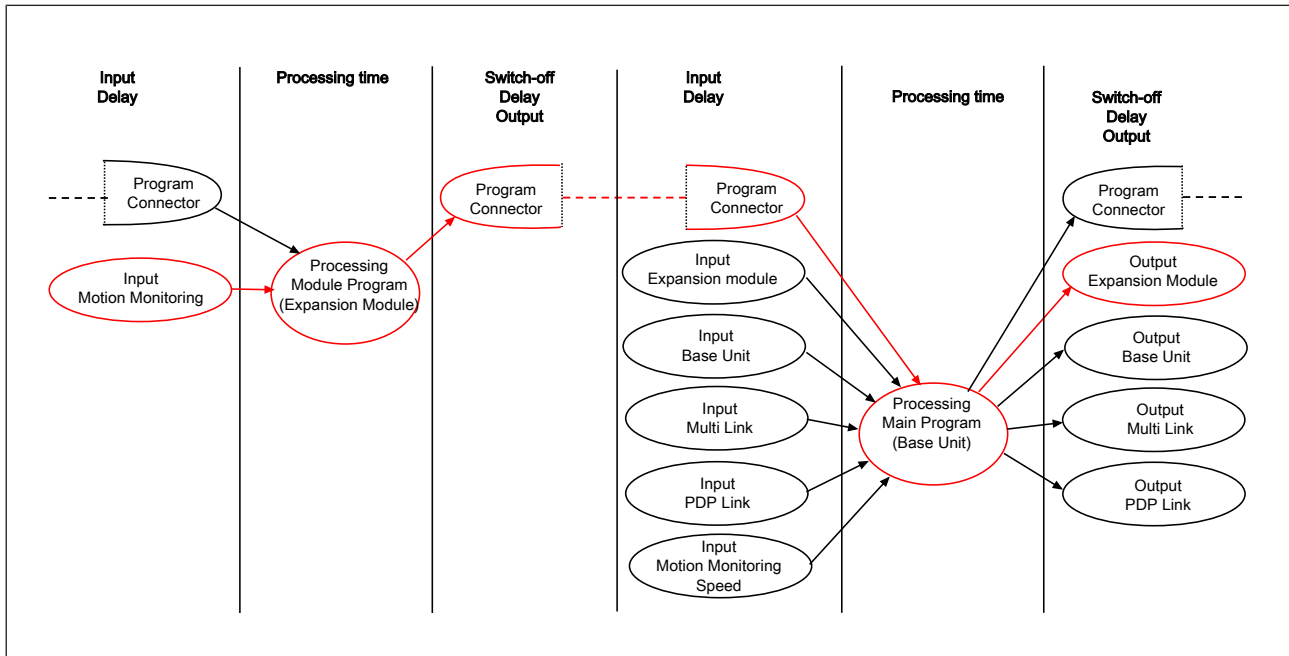 Input
Delay
Processing time
Switch-off
Delay
Output
Input
Delay
Processing time
Switch-off
Delay
Output
Program
Connector
Input
Motion Monitoring
Processing
Module Program
(Expansion Module)
Program
Connector
Program
Connector
Input
Expansion module
Input
Base Unit
Input
Multi Link
Input
PDP Link
Input
Motion Monitoring
Speed
Processing
Main Program
(Base Unit)
Program
Connector
Output
Expansion Module
Output
Base Unit
Output
Multi Link
Output
PDP Link